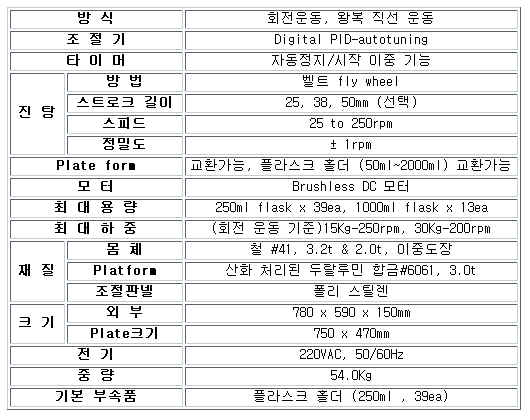 방 식 회전운동, 왕복 직선 운동
조 절 기 Digital PID-autotuning
타 이 머 자동정지/시작 이중 기능
진 탕 방 법 벨트 fly wheel
스트로크 길이 25, 38, 50mm (선택)
스피드 25 to 250rpm
정밀도 ± 1rpm
Plate form 교환가능, 플라스크 홀더 (50ml~2000ml) 교환가능
모 터 Brushless DC 모터
최 대 용 량 250ml flask x 39ea, 1000ml flask x 13ea
최 대 하 중 (회전 운동 기준)15Kg-250rpm, 30Kg-200rpm
재 질 몸 체 철 #41, 3.2t & 2.0t, 이중도장
Platform 산화 처리된 두랄루민 합금#6061, 3.0t
조절판넬 폴리 스틸렌
크 기 외 부 780 x 590 x 150mm
Plate크기 750 x 470mm
전 기 220VAC, 50/60Hz
중 량 54.0Kg
기본 부속품 플라스크 홀더 (250ml , 39ea)